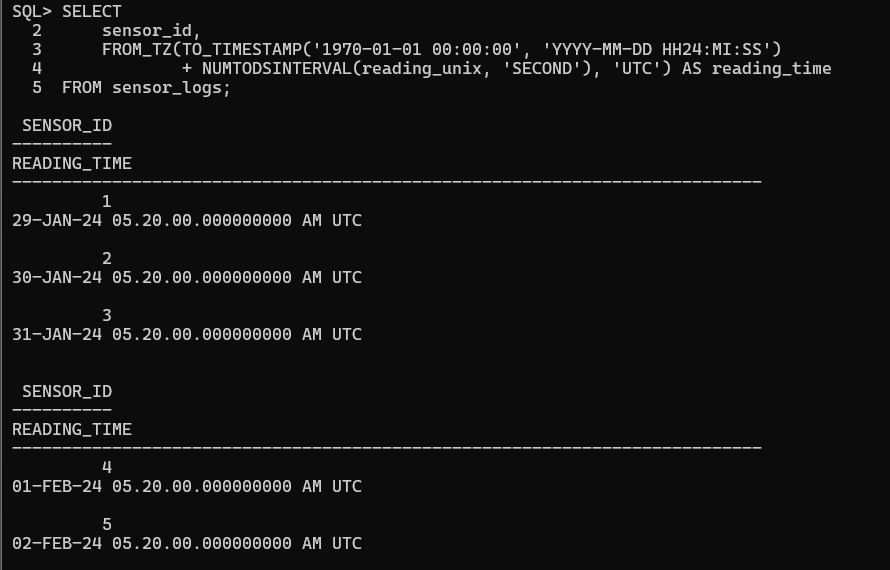 SQL> SELECT
  2      sensor_id,
  3      FROM_TZ(TO_TIMESTAMP('1970-01-01 00:00:00', 'YYYY-MM-DD HH24:MI:SS')
  4              + NUMTODSINTERVAL(reading_unix, 'SECOND'), 'UTC') AS reading_time
  5  FROM sensor_logs;

 SENSOR_ID
----------
READING_TIME
---------------------------------------------------------------------------
         1
29-JAN-24 05.20.00.000000000 AM UTC

         2
30-JAN-24 05.20.00.000000000 AM UTC

         3
31-JAN-24 05.20.00.000000000 AM UTC


 SENSOR_ID
----------
READING_TIME
---------------------------------------------------------------------------
         4
01-FEB-24 05.20.00.000000000 AM UTC

         5
02-FEB-24 05.20.00.000000000 AM UTC